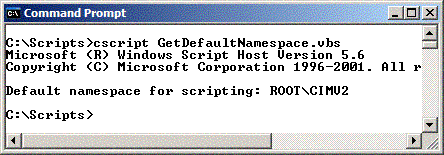 Command Prompt
C:\Scripts>cscript GetDefaultNamespace.vbs
Microsoft (R) Windows Script Host Version 5.6
Copyright (C) Microsoft Corporation 1996-2001. All r
Default namespace for scripting: ROOT\CIMV2
C:\Scripts>